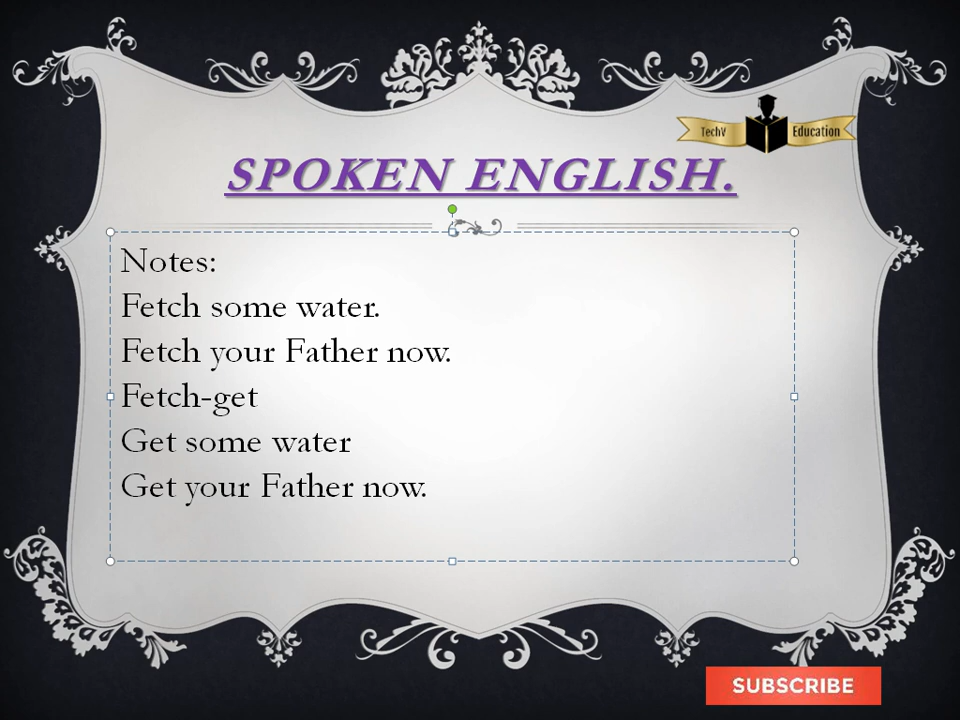 TechV Education
SPOKEN ENGLISH.
Notes:
Fetch some water.
Fetch your Father now.
Fetch-get
Get some water
Get your Father now.
SUBSCRIBE